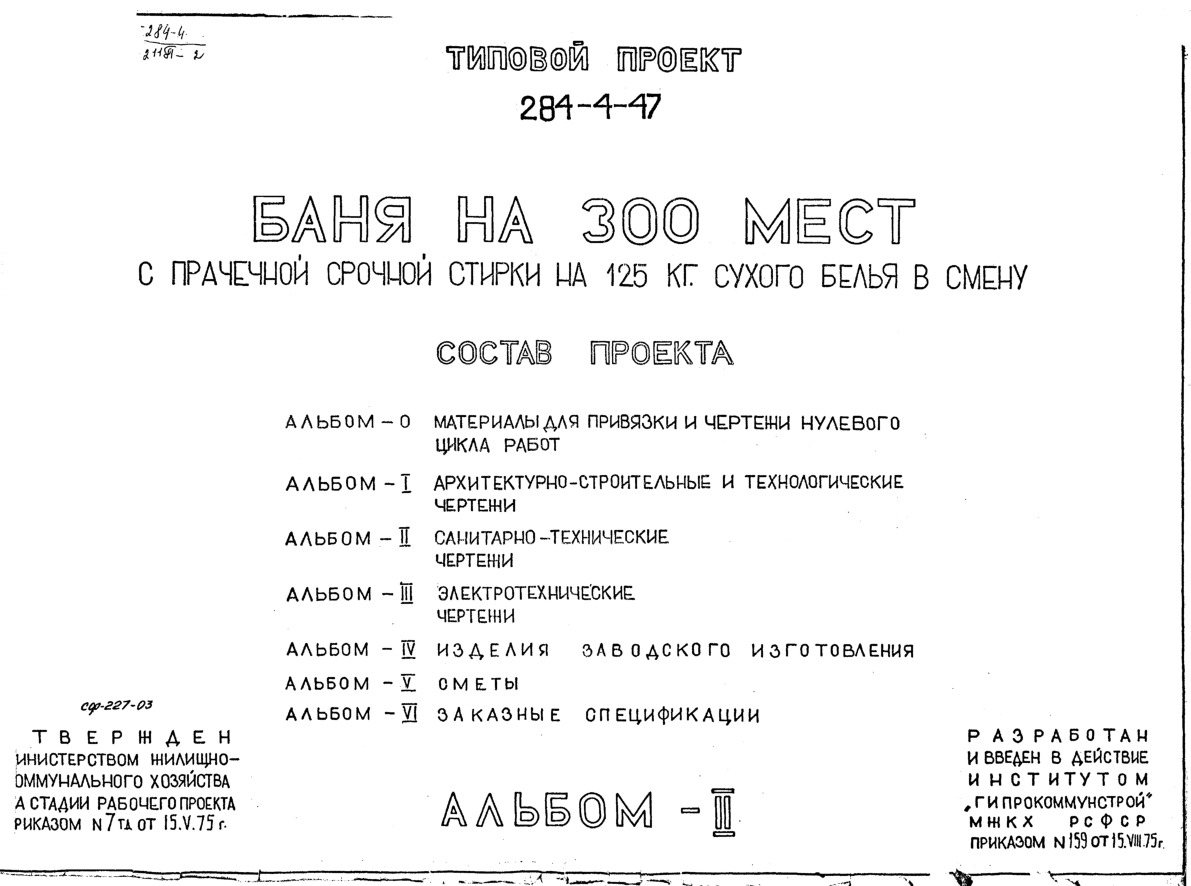 284-4-
ТИПОВОЙ ПРОЕКТ
284-4-47
БАНЯ НА 300 МЕСТ
С ПРАЧЕЧНОЙ СРОЧНОЙ СТИРКИ НА 125 КГ. СУХОГО БЕЛЬЯ В СМЕНУ
СОСТАВ ПРОЕКТА
АЛЬБОМ – 0 МАТЕРИАЛЫ ДЛЯ ПРИВЯЗКИ И ЧЕРТЕЖИ НУЛЕВОГО
ЦИКЛА РАБОТ
АЛЬБОМ – I АРХИТЕКТУРНО-СТРОИТЕЛЬНЫЕ И ТЕХНОЛОГИЧЕСКИЕ
ЧЕРТЕЖИ
АЛЬБОМ – II САНИТАРНО-ТЕХНИЧЕСКИЕ
ЧЕРТЕЖИ
АЛЬБОМ – III ЭЛЕКТРОТЕХНИЧЕСКИЕ
ЧЕРТЕЖИ
АЛЬБОМ – IV ИЗДЕЛИЯ ЗАВОДСКОГО ИЗГОТОВЛЕНИЯ
АЛЬБОМ – V СМЕТЫ
АЛЬБОМ – VI ЗАКАЗНЫЕ СПЕЦИФИКАЦИИ
сф-227-03
ТВЕРЖДЕН
ИНИСТЕРСТВОМ ЖИЛИЩНО-
ОММУНАЛЬНОГО ХОЗЯЙСТВА
А СТАДИИ РАБОЧЕГО ПРОЕКТА
РИКАЗОМ N 7ТД ОТ 15.V.75 г.
АЛЬБОМ – II
РАЗРАБОТАН
И ВВЕДЕН В ДЕЙСТВИЕ
ИНСТИТУТОМ
„ГИПРОКОММУНСТРОЙ"
МЖКХ РСФСР
ПРИКАЗОМ N 159 ОТ 15.VIII.75г.